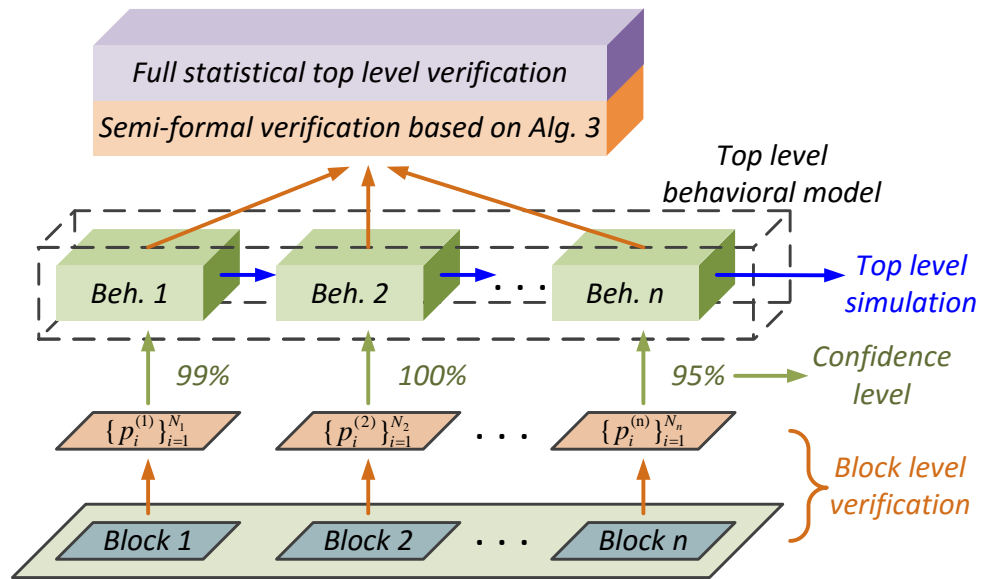 Full statistical top level verification
Semi-formal verification based on Alg. 3
Top level
behavioral model
Beh. 1
Beh. 2
. . .
Beh. n
Top level
simulation
99%
100%
95%
Confidence
level
{ p_i^{(1)} }_{i=1}^{N_1}
{ p_i^{(2)} }_{i=1}^{N_2}
. . .
{ p_i^{(n)} }_{i=1}^{N_n}
Block level
verification
Block 1
Block 2
. . .
Block n